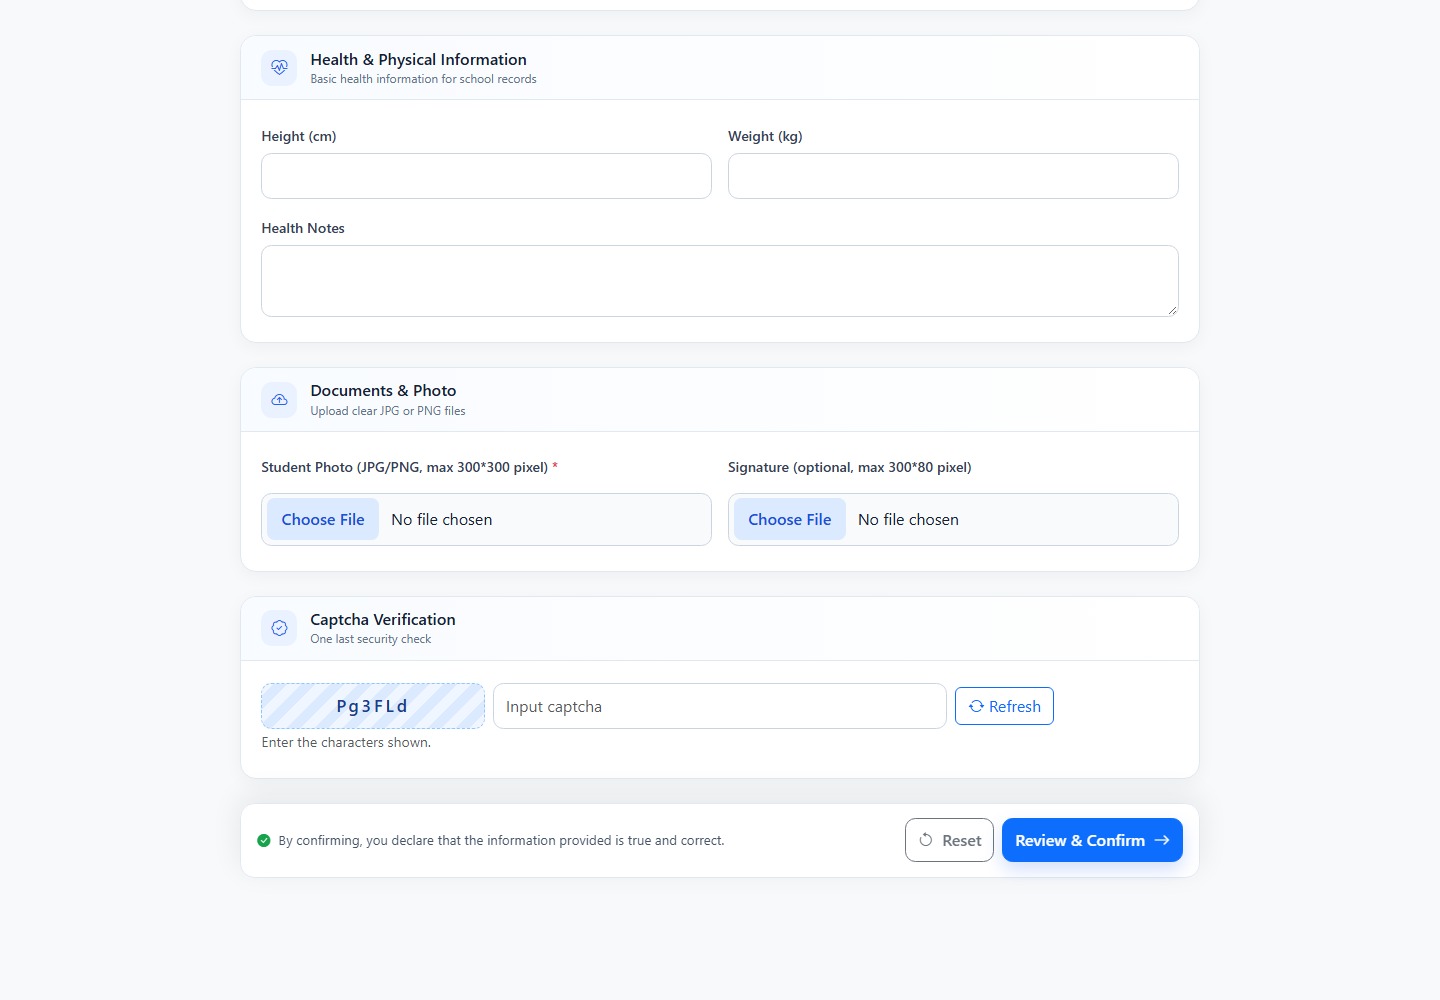 Health & Physical Information
Basic health information for school records
Height (cm)
Weight (kg)
Health Notes
Documents & Photo
Upload clear JPG or PNG files
Student Photo (JPG/PNG, max 300*300 pixel) *
Signature (optional, max 300*80 pixel)
Choose File No file chosen
Choose File No file chosen
Captcha Verification
One last security check
Pg3FLd
Input captcha
Refresh
Enter the characters shown.
By confirming, you declare that the information provided is true and correct.
Reset
Review & Confirm →